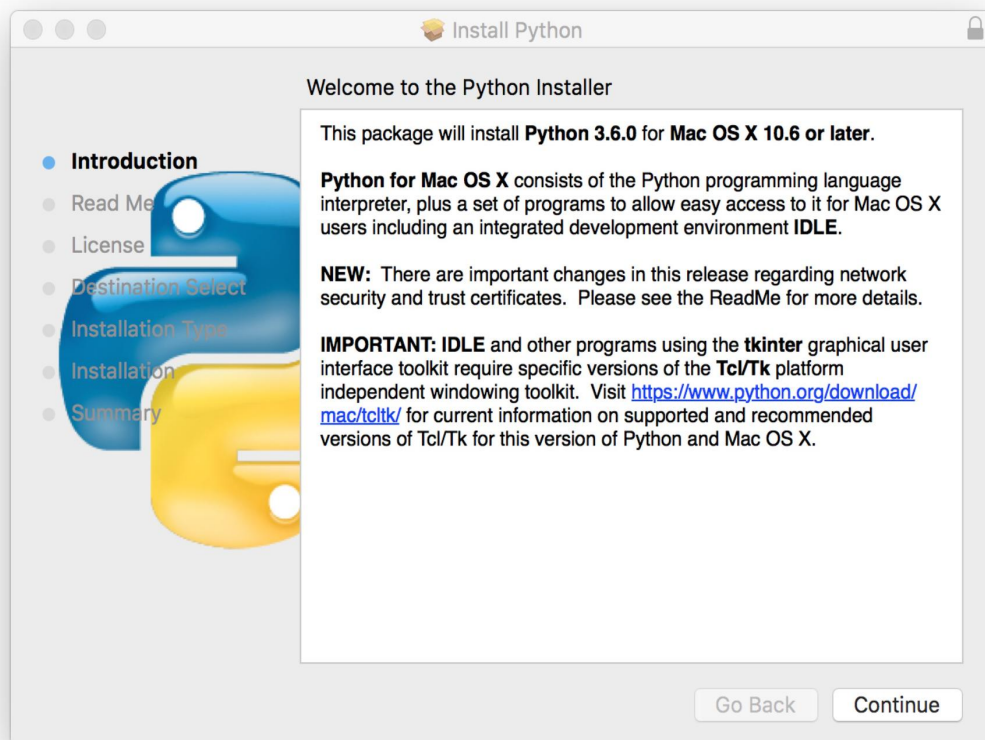 Install Python
Welcome to the Python Installer
Introduction
Read Me
License
Destination Select
Installation Type
Installation
Summary
This package will install Python 3.6.0 for Mac OS X 10.6 or later.
Python for Mac OS X consists of the Python programming language
interpreter, plus a set of programs to allow easy access to it for Mac OS X
users including an integrated development environment IDLE.
NEW:  There are important changes in this release regarding network
security and trust certificates.  Please see the ReadMe for more details.
IMPORTANT: IDLE and other programs using the tkinter graphical user
interface toolkit require specific versions of the Tcl/Tk platform
independent windowing toolkit.  Visit https://www.python.org/download/
mac/tcltk/ for current information on supported and recommended
versions of Tcl/Tk for this version of Python and Mac OS X.
Go Back
Continue